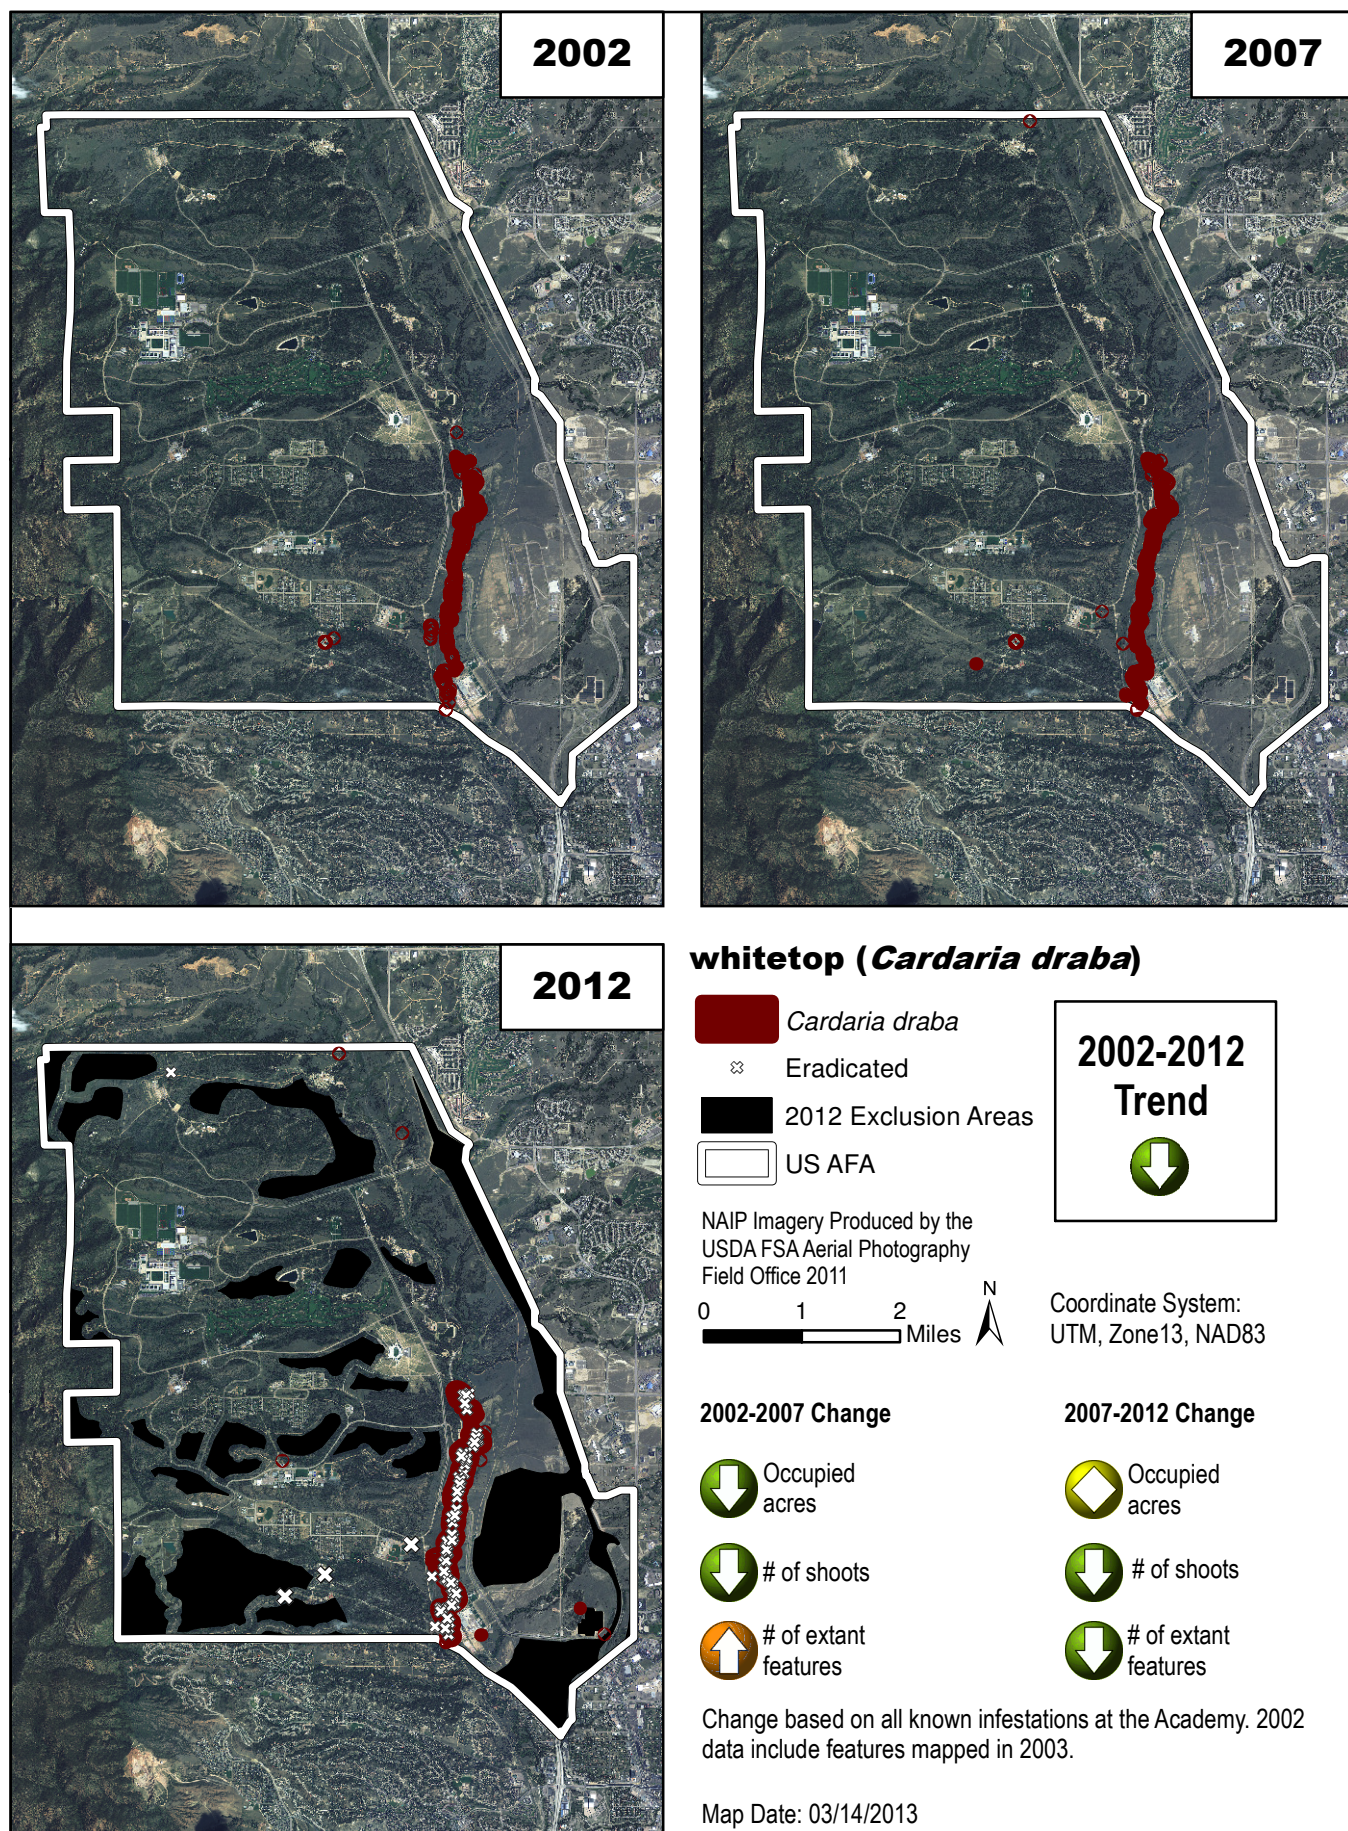 2002
2007
2012
whitetop (Cardaria draba)
Cardaria draba
Eradicated
2012 Exclusion Areas
US AFA
2002-2012
Trend
NAIP Imagery Produced by the
USDA FSA Aerial Photography
Field Office 2011
0 1 2
Miles
N
Coordinate System:
UTM, Zone13, NAD83
2002-2007 Change
Occupied
acres
# of shoots
# of extant
features
2007-2012 Change
Occupied
acres
# of shoots
# of extant
features
Change based on all known infestations at the Academy. 2002
data include features mapped in 2003.
Map Date: 03/14/2013